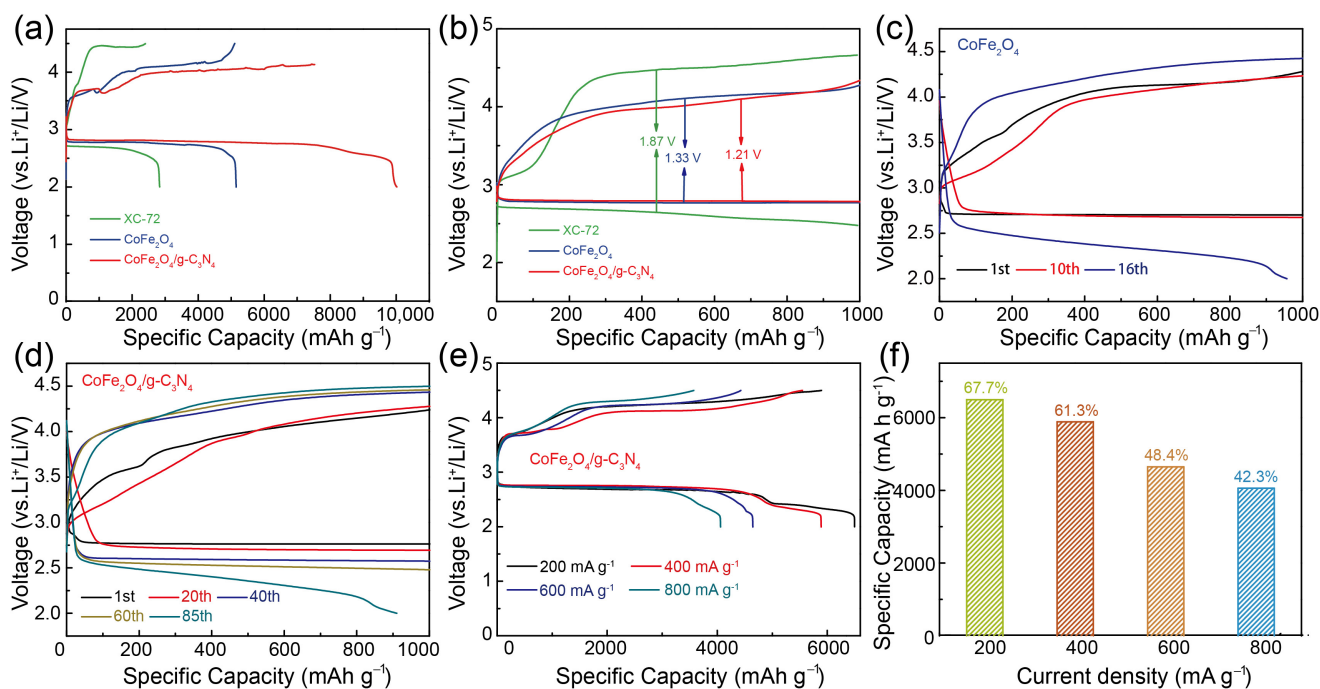 (a)
Voltage (vs.Li⁺/Li/V)
5
4
3
2
1
0
XC-72
CoFe₂O₄
CoFe₂O₄/g-C₃N₄
0 2000 4000 6000 8000 10,000
Specific Capacity (mAh g⁻¹)
(b)
Voltage (vs.Li⁺/Li/V)
5
4
3
2
1.87 V
1.33 V
1.21 V
XC-72
CoFe₂O₄
CoFe₂O₄/g-C₃N₄
0 200 400 600 800 1000
Specific Capacity (mAh g⁻¹)
(c)
Voltage (vs.Li⁺/Li/V)
CoFe₂O₄
4.5
4.0
3.5
3.0
2.5
2.0
1st 10th 16th
0 200 400 600 800 1000
Specific Capacity (mAh g⁻¹)
(d)
Voltage (vs.Li⁺/Li/V)
CoFe₂O₄/g-C₃N₄
4.5
4.0
3.5
3.0
2.5
2.0
1st 20th 40th
60th 85th
0 200 400 600 800 1000
Specific Capacity (mAh g⁻¹)
(e)
Voltage (vs.Li⁺/Li/V)
5
4
3
2
1
0
CoFe₂O₄/g-C₃N₄
200 mA g⁻¹ 400 mA g⁻¹
600 mA g⁻¹ 800 mA g⁻¹
0 2000 4000 6000
Specific Capacity (mAh g⁻¹)
(f)
Specific Capacity (mA h g⁻¹)
6000
4000
2000
0
67.7%
61.3%
48.4%
42.3%
200 400 600 800
Current density (mA g⁻¹)